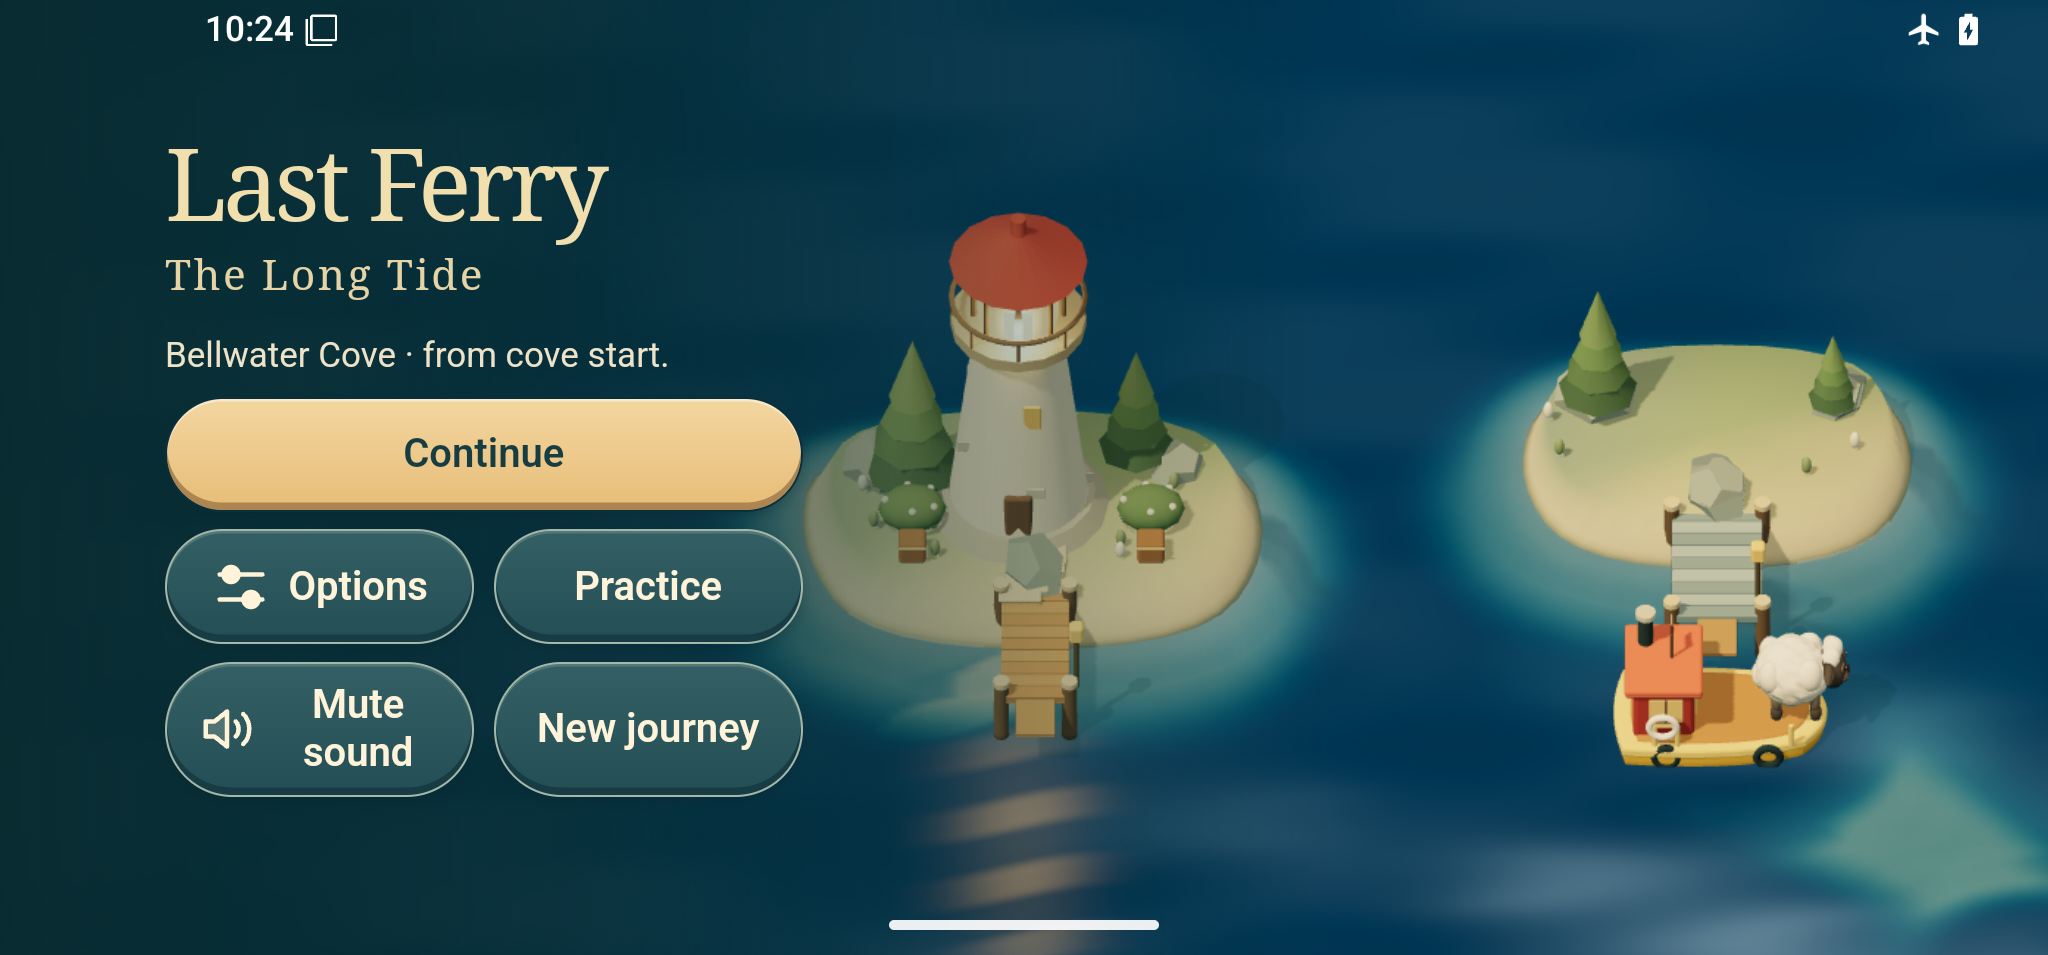 10:24
Last Ferry
The Long Tide
Bellwater Cove · from cove start.
Continue
Options
Practice
Mute
sound
New journey